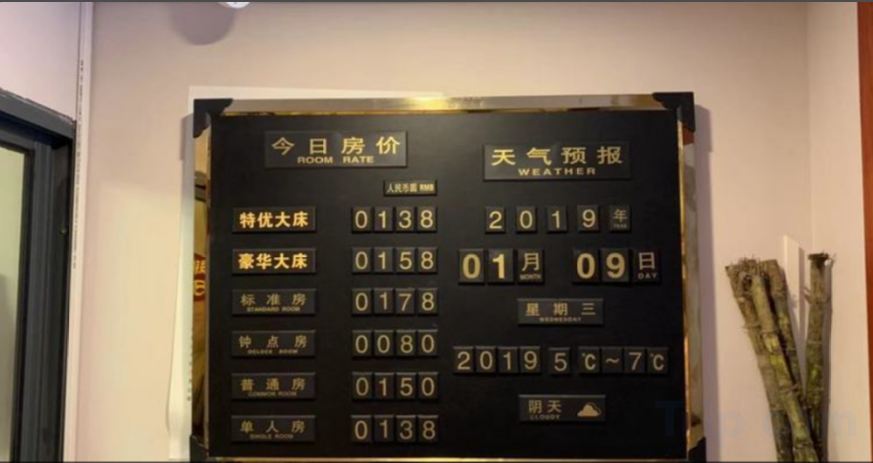 今日房价
ROOM RATE
人民币圆 RMB
特优大床 0138
豪华大床 0158
标准房 0178
STANDARD ROOM
钟点房 0080
普通房 0150
COMMON ROOM
单人房 0138
天气预报
WEATHER
2019年
YEAR
01月 09日
MONTH DAY
星期三
WEDNESDAY
2019 5℃~7℃
阴天
CLOUDY